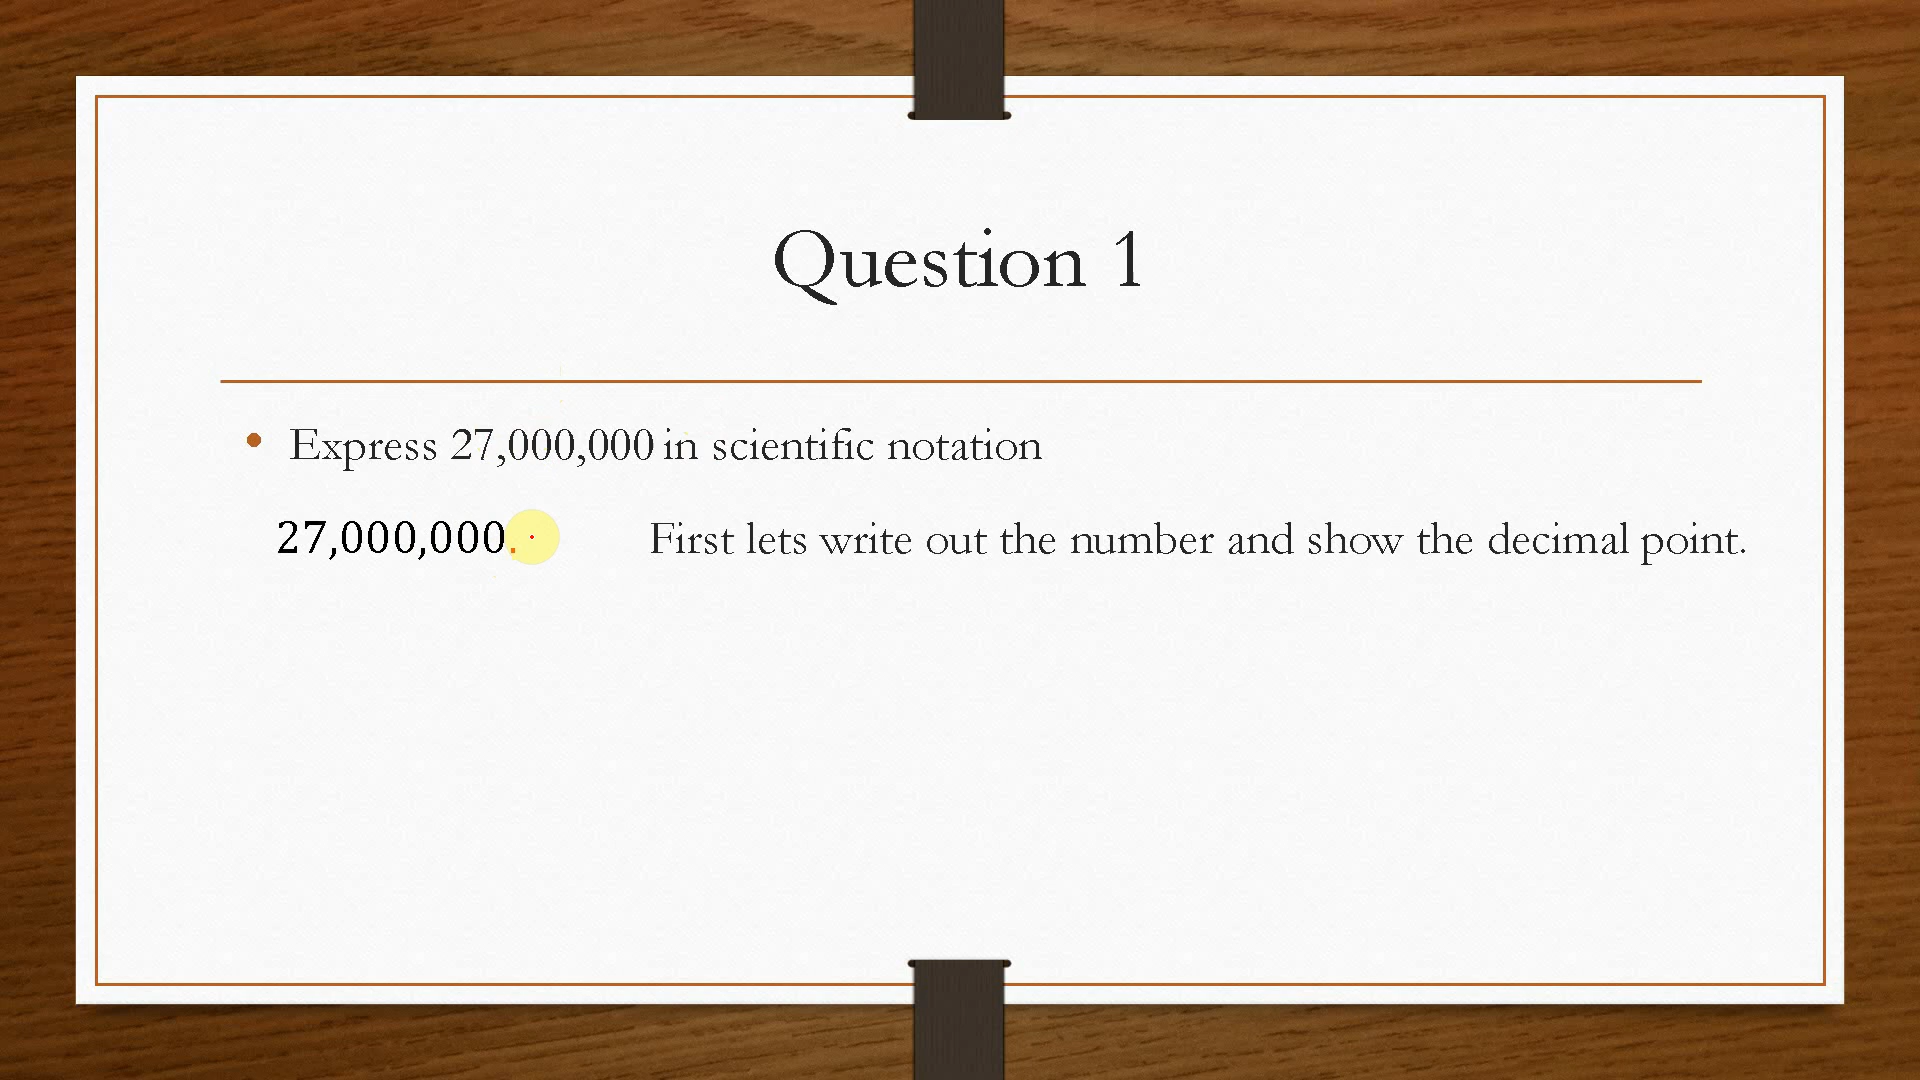 Question 1
• Express 27,000,000 in scientific notation
27,000,000. First lets write out the number and show the decimal point.